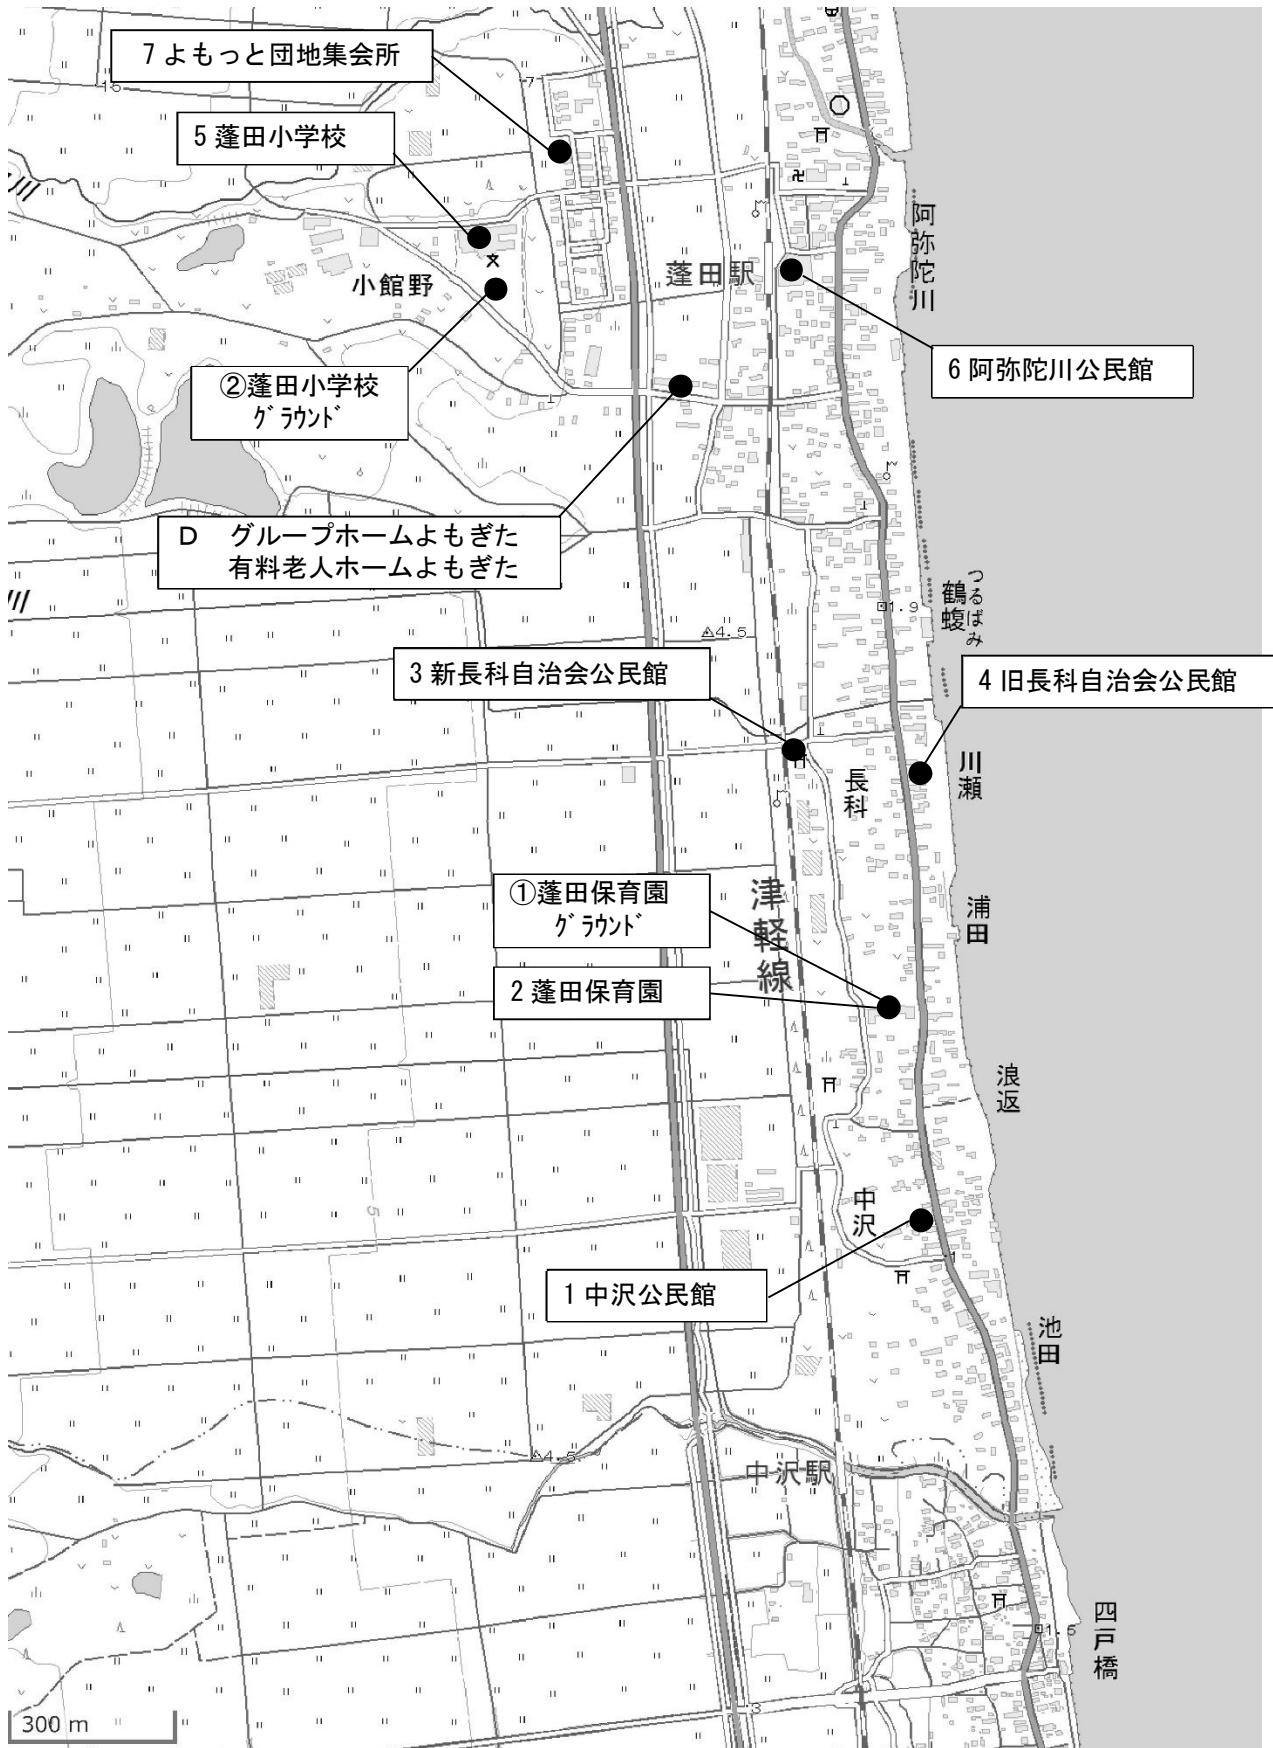 7 よもっと団地集会所
5 蓬田小学校
小館野
②蓬田小学校
グラウンド
蓬田駅
阿弥陀川
6 阿弥陀川公民館
D グループホームよもぎた
有料老人ホームよもぎた
鶴蝮
つるばみ
1.9
4.5
3 新長科自治会公民館
4 旧長科自治会公民館
川瀬
長科
①蓬田保育園
グラウンド
津軽線
浦田
2 蓬田保育園
浪返
中沢
5
1 中沢公民館
池田
4.5
中沢駅
四戸橋
1.5
300 m